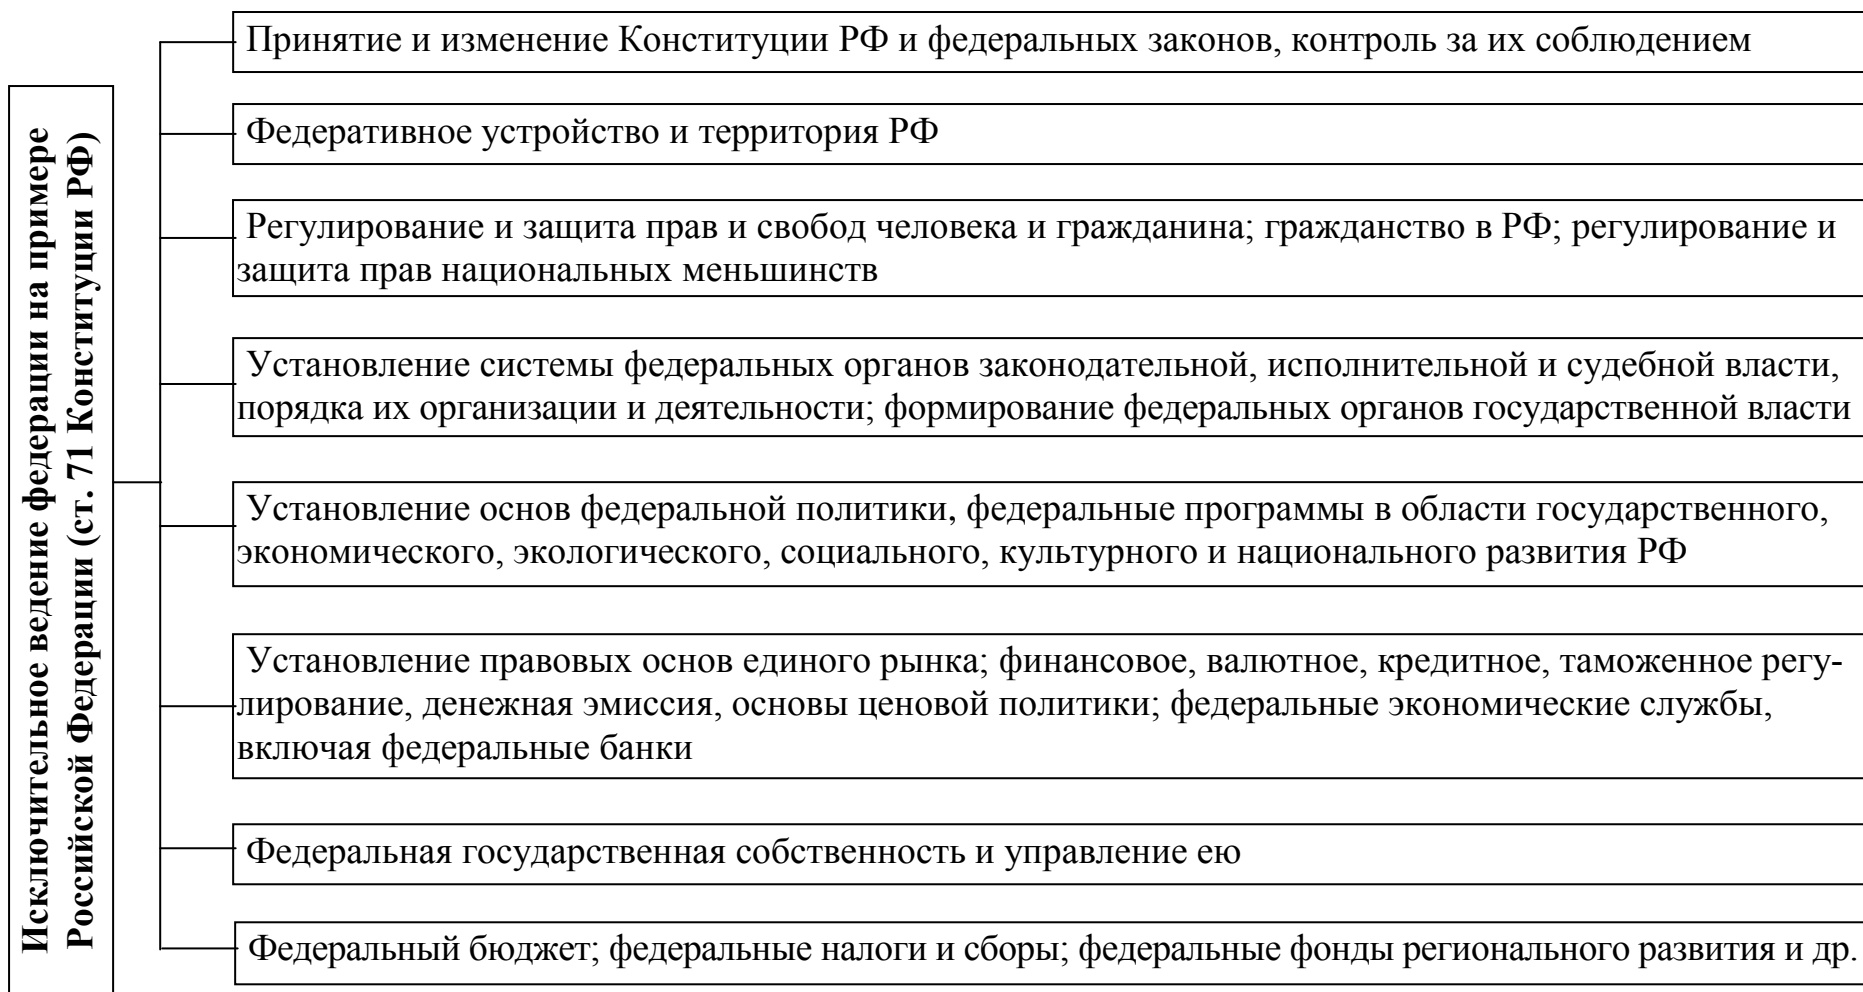 Исключительное ведение федерации на примере
Российской Федерации (ст. 71 Конституции РФ)
Принятие и изменение Конституции РФ и федеральных законов, контроль за их соблюдением
Федеративное устройство и территория РФ
Регулирование и защита прав и свобод человека и гражданина; гражданство в РФ; регулирование и
защита прав национальных меньшинств
Установление системы федеральных органов законодательной, исполнительной и судебной власти,
порядка их организации и деятельности; формирование федеральных органов государственной власти
Установление основ федеральной политики, федеральные программы в области государственного,
экономического, экологического, социального, культурного и национального развития РФ
Установление правовых основ единого рынка; финансовое, валютное, кредитное, таможенное регу-
лирование, денежная эмиссия, основы ценовой политики; федеральные экономические службы,
включая федеральные банки
Федеральная государственная собственность и управление ею
Федеральный бюджет; федеральные налоги и сборы; федеральные фонды регионального развития и др.